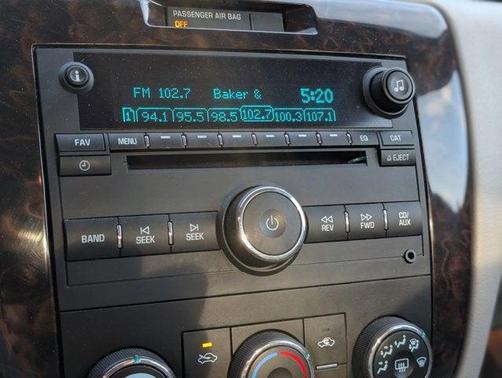 PASSENGER AIR BAG
OFF
i
FM 102.7 Baker & 5:20
1 94.1 95.5 98.5 102.7 100.3 107.1
FAV MENU EQ CAT
EJECT
BAND SEEK SEEK REV FWD CD/
AUX